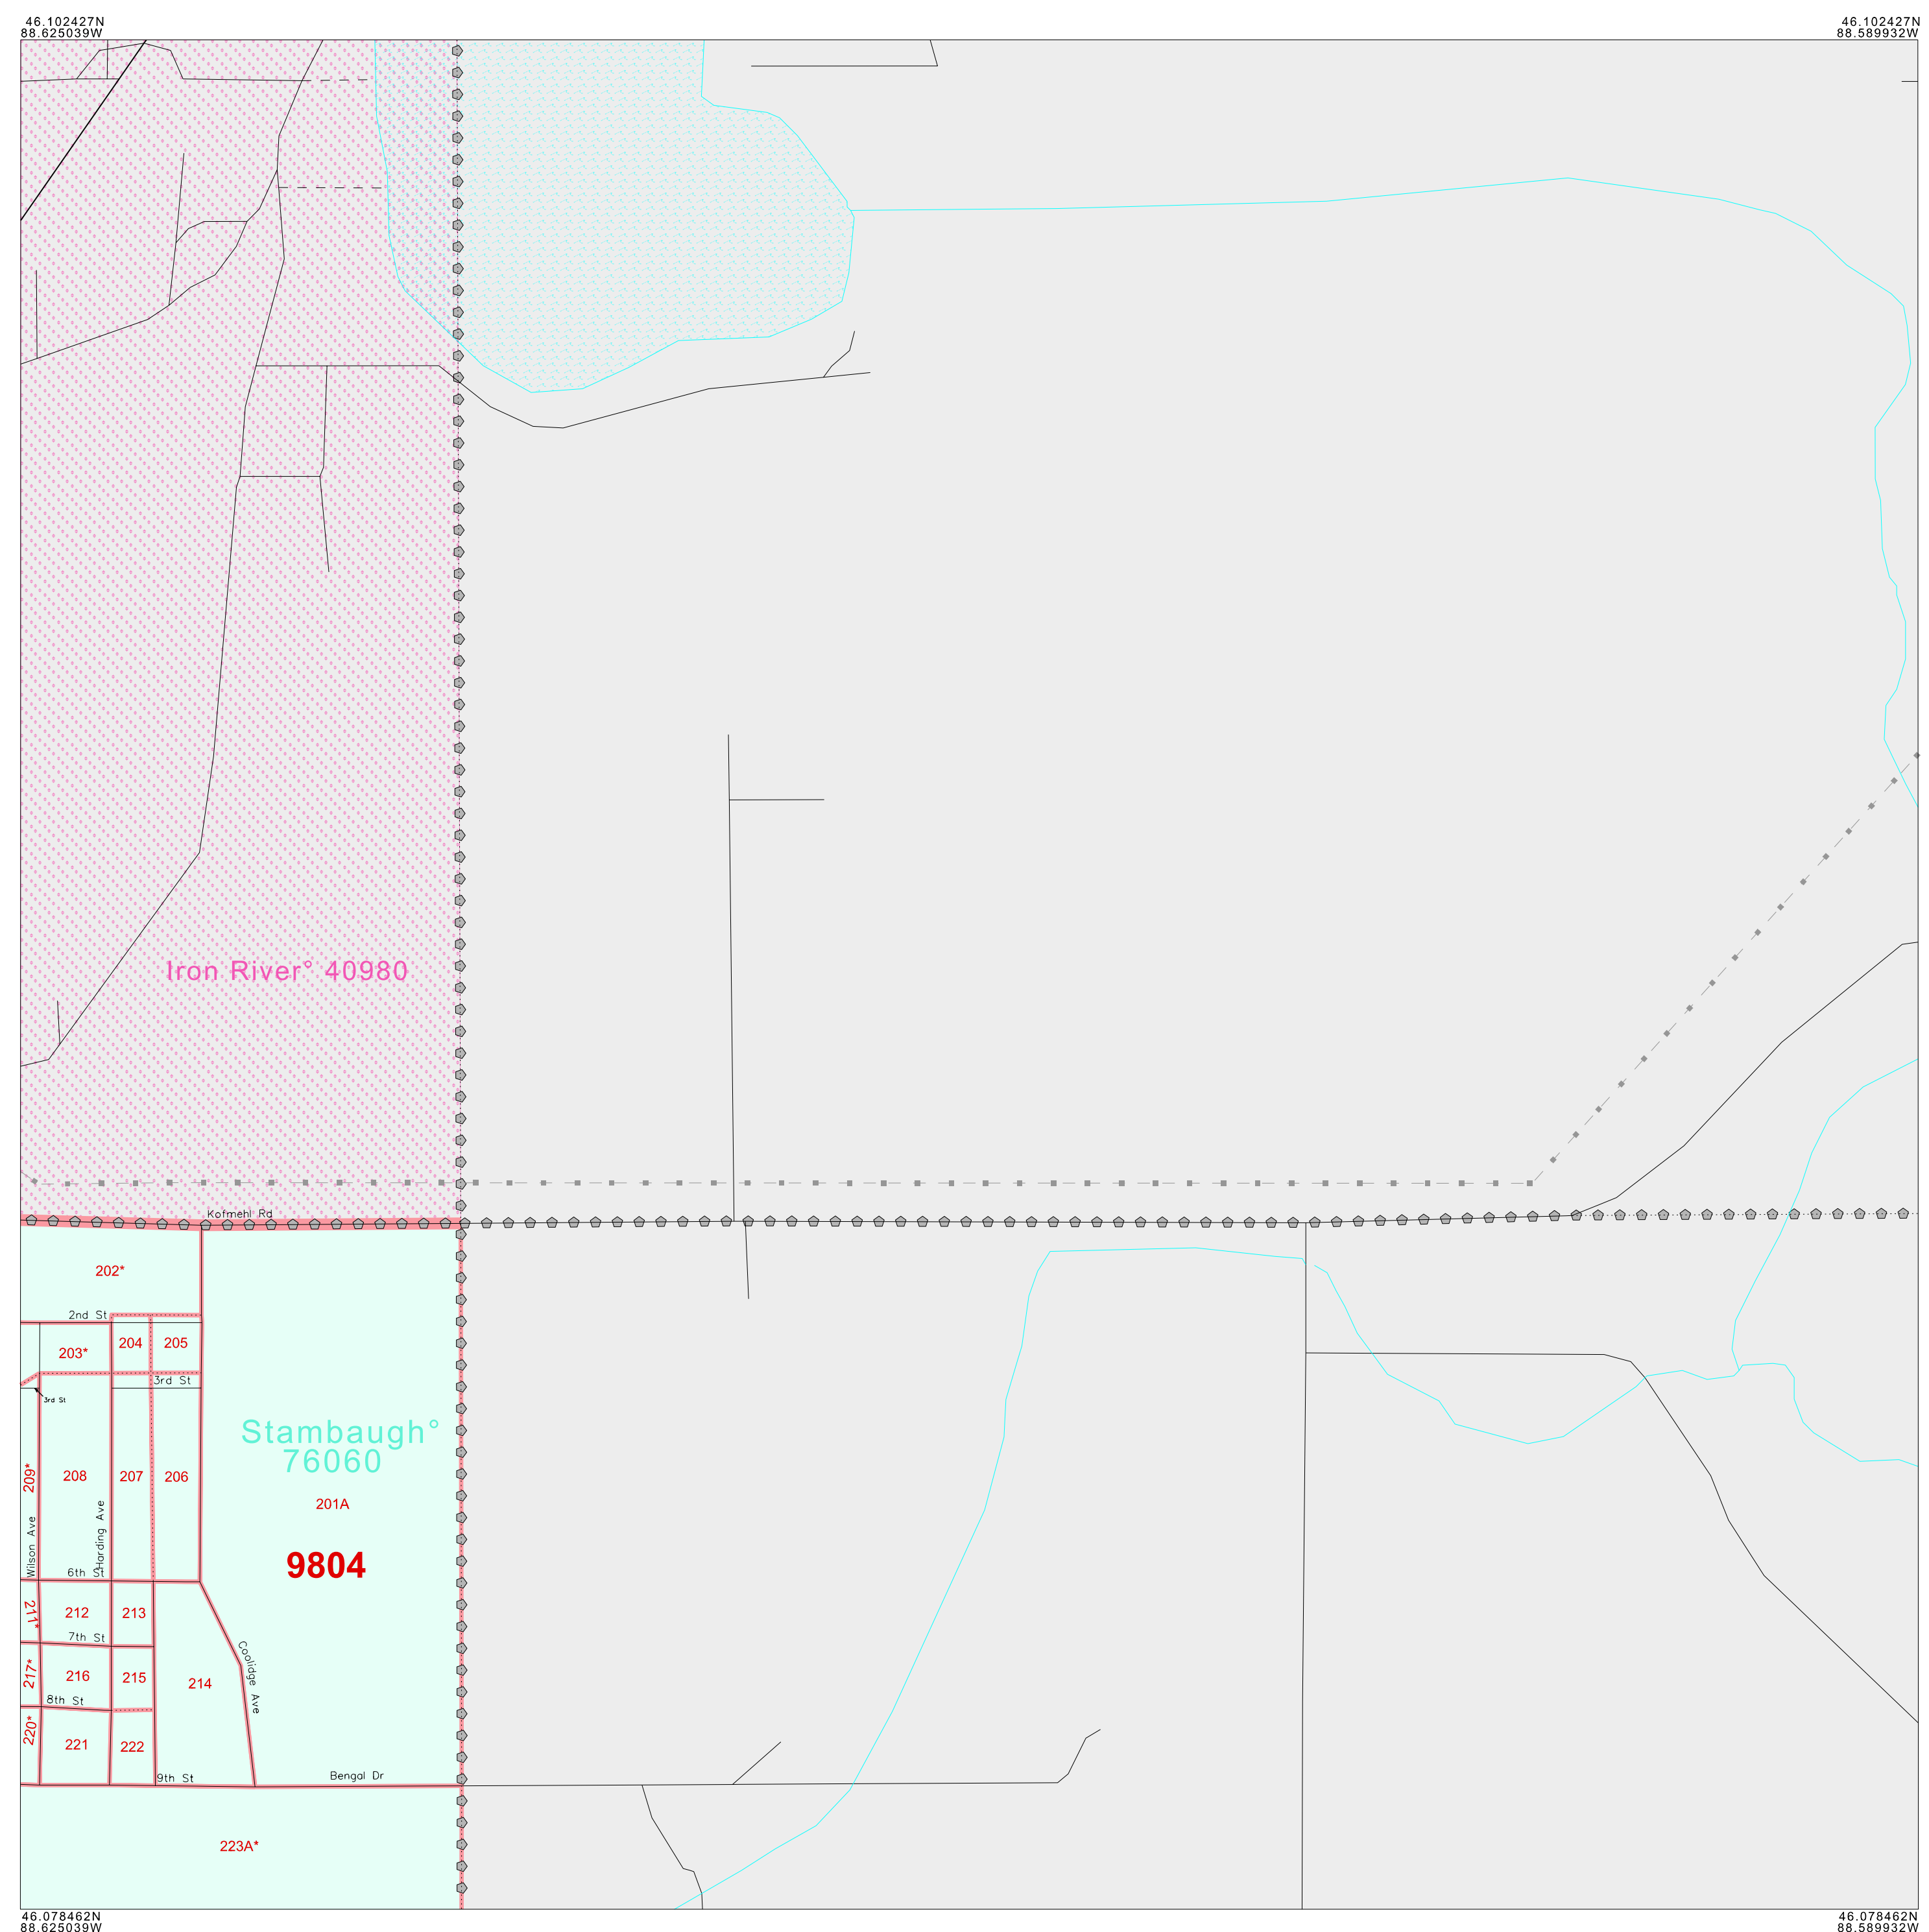 46.102427N
88.625039W
46.102427N
88.589932W
Iron River° 40980
Kofmehl Rd
202*
2nd St
203*
204
205
3rd St
3rd St
Stambaugh°
76060
209*
208
207
206
201A
Wilson Ave
Harding Ave
9804
6th St
211*
212
213
7th St
Coolidge Ave
217*
216
215
214
8th St
220*
221
222
9th St
Bengal Dr
223A*
46.078462N
88.625039W
46.078462N
88.589932W